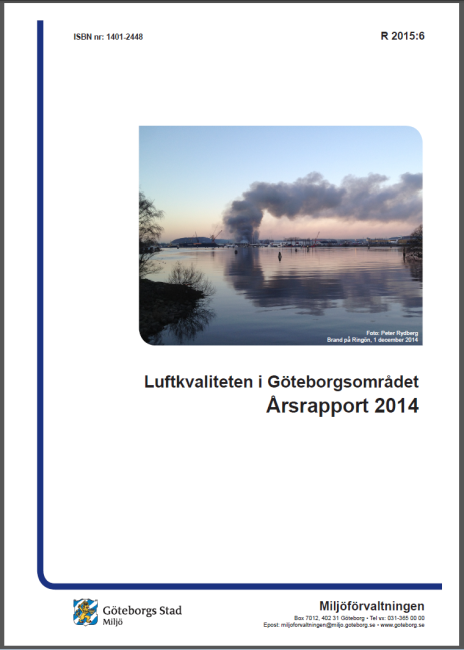 ISBN nr: 1401-2448
R 2015:6
Foto: Peter Rydberg
Brand på Ringön, 1 december 2014
Luftkvaliteten i Göteborgsområdet
Årsrapport 2014
Göteborgs Stad
Miljö
Miljöförvaltningen
Box 7012, 402 31 Göteborg • Tel vx: 031-365 00 00
Epost: miljoforvaltningen@miljo.goteborg.se • www.goteborg.se